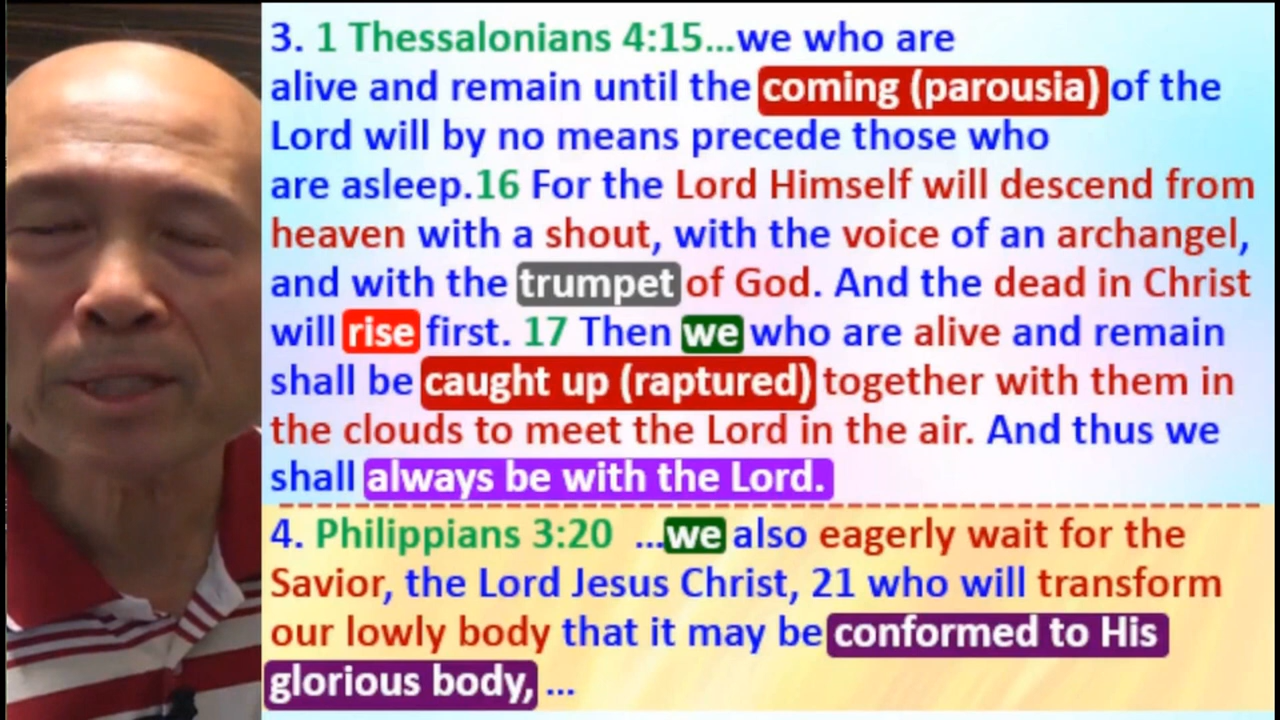 3. 1 Thessalonians 4:15...we who are
alive and remain until the coming (parousia) of the
Lord will by no means precede those who
are asleep.16 For the Lord Himself will descend from
heaven with a shout, with the voice of an archangel,
and with the trumpet of God. And the dead in Christ
will rise first. 17 Then we who are alive and remain
shall be caught up (raptured) together with them in
the clouds to meet the Lord in the air. And thus we
shall always be with the Lord.
4. Philippians 3:20 ...we also eagerly wait for the
Savior, the Lord Jesus Christ, 21 who will transform
our lowly body that it may be conformed to His
glorious body, ...